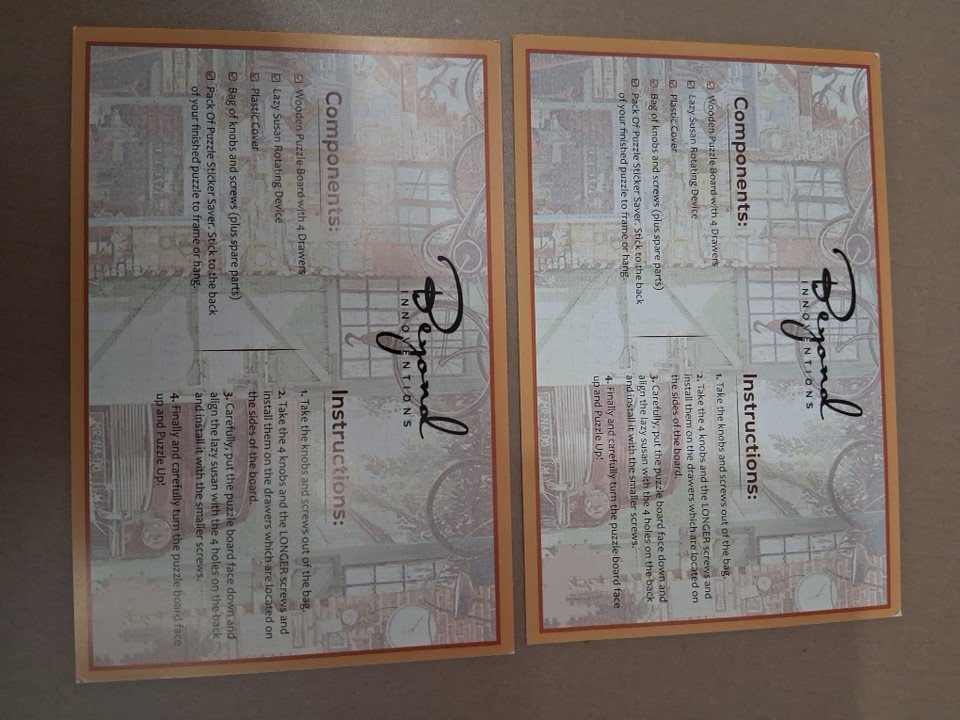 Beyond
INNOVENTION'S
Components:
Wooden Puzzle Board with 4 Drawers
Lazy Susan Rotating Device
Plastic Cover
Bag of knobs and screws (plus spare parts)
Pack Of Puzzle Sticker Saver. Stick to the back
of your finished puzzle to frame or hang.
Instructions:
1. Take the knobs and screws out of the bag.
2. Take the 4 knobs and the LONGER screws and
install them on the drawers which are located on
the sides of the board.
3. Carefully, put the puzzle board face down and
align the lazy susan with the 4 holes on the back
and install it with the smaller screws.
4. Finally and carefully turn the puzzle board face
up and Puzzle Up!
Beyond
INNOVENTION'S
Components:
Wooden Puzzle Board with 4 Drawers
Lazy Susan Rotating Device
Plastic Cover
Bag of knobs and screws (plus spare parts)
Pack Of Puzzle Sticker Saver. Stick to the back
of your finished puzzle to frame or hang.
Instructions:
1. Take the knobs and screws out of the bag.
2. Take the 4 knobs and the LONGER screws and
install them on the drawers which are located on
the sides of the board.
3. Carefully, put the puzzle board face down and
align the lazy susan with the 4 holes on the back
and install it with the smaller screws.
4. Finally and carefully turn the puzzle board face
up and Puzzle Up!